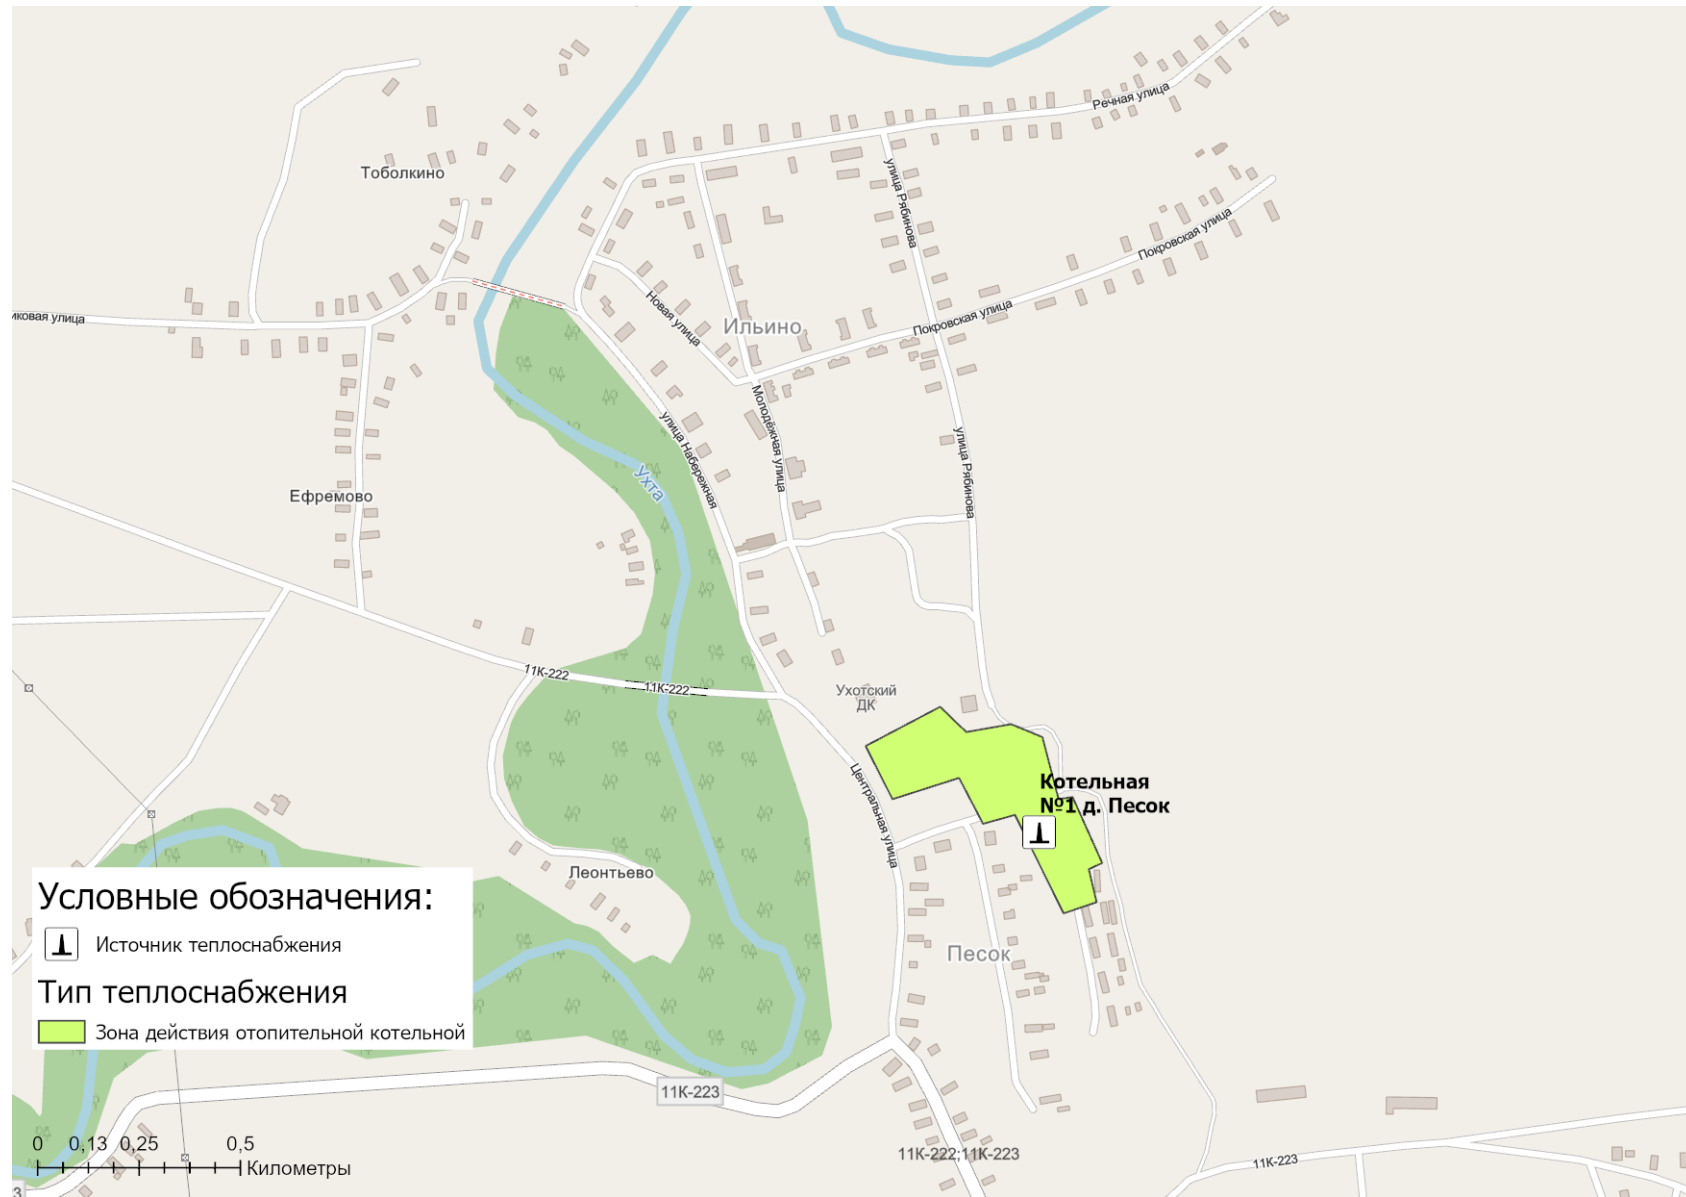 Речная улица
Тоболкино
улица Рябинова
Покровская улица
Новая улица
Ильино
Покровская улица
иковая улица
Молодёжная улица
улица Набережная
улица Рябинова
Ухта
Ефремово
11К-222
11К-222
Ухотский
ДК
Центральная улица
Котельная
№1 д. Песок
Леонтьево
Песок
Условные обозначения:
Источник теплоснабжения
Тип теплоснабжения
Зона действия отопительной котельной
11К-223
0 0,13 0,25 0,5
Километры
11К-222;11К-223
11К-223
3